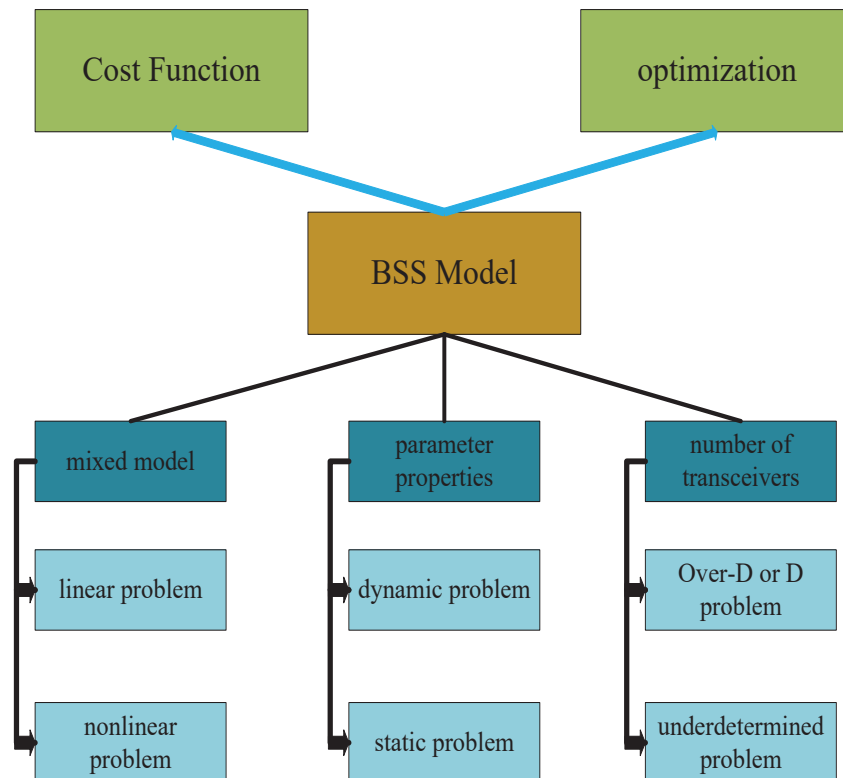 Cost Function
optimization
BSS Model
mixed model
parameter
properties
number of
transceivers
linear problem
dynamic problem
Over-D or D
problem
nonlinear
problem
static problem
underdetermined
problem